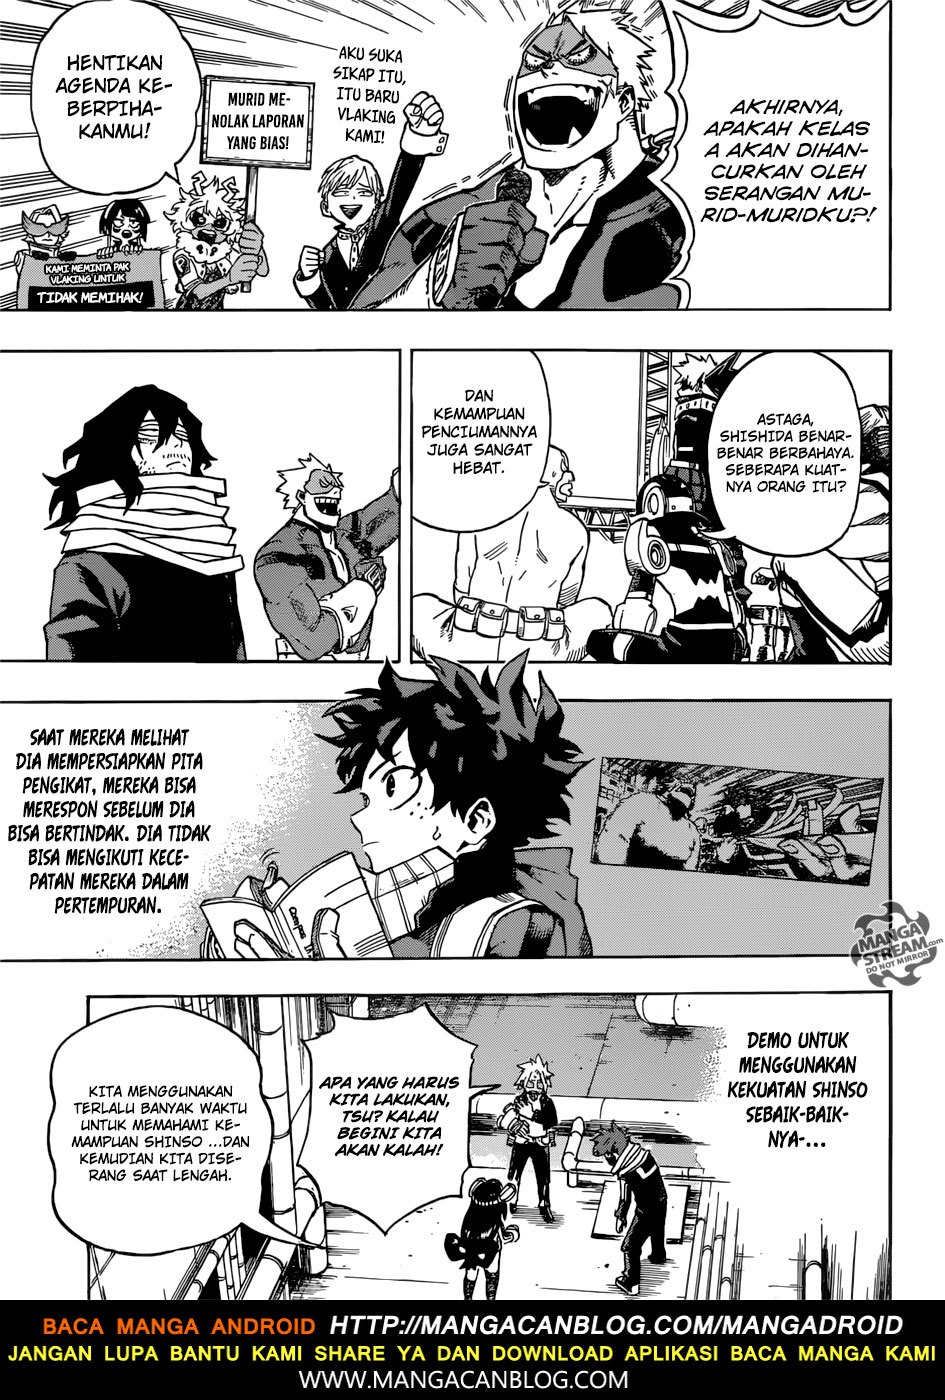 AKHIRNYA,
APAKAH KELAS
A AKAN DIHAN-
CURKAN OLEH
SERANGAN MU-
RID-MURIDKU?!
AKU SUKA
SIKAP ITU,
ITU BARU
VLAKING
KAMI!
MURID ME-
NOLAK LAPORAN
YANG BIAS!
HENTIKAN
AGENDA KE-
BERPIHA-
KANMU!
KAMI MEMINTA PAK
VLAKING UNTUK
TIDAK MEMIHAK!
ASTAGA,
SHISHIDA BENAR-
BENAR BERBAHAYA.
SEBERAPA KUAT-
NYA ORANG ITU?
DAN
KEMAMPUAN
PENCIUMANNYA
JUGA SANGAT
HEBAT.
SAAT MEREKA MELIHAT
DIA MEMPERSIAPKAN PITA
PENGIKAT, MEREKA BISA
MERESPON SEBELUM DIA
BISA BERTINDAK. DIA TIDAK
BISA MENGIKUTI KECE-
PATAN MEREKA DALAM
PERTEMPURAN.
MANGA
STREAM.com
DO NOT MIRROR
DEMO UNTUK
MENGGUNAKAN
KEKUATAN SHINSO
SEBAIK-BAIK-
NYA-...
APA YANG HARUS
KITA LAKUKAN,
TSU? KALAU
BEGINI KITA
AKAN KALAH!
KITA MENGGUNAKAN
TERLALU BANYAK WAKTU
UNTUK MEMAHAMI KE-
MAMPUAN SHINSO ...DAN
KEMUDIAN KITA DISE-
RANG SAAT LENGAH.
BACA MANGA ANDROID HTTP://MANGACANBLOG.COM/MANGADROID
JANGAN LUPA BANTU KAMI SHARE YA DAN DOWNLOAD APLIKASI BACA MANGA KAMI
WWW.MANGACANBLOG.COM